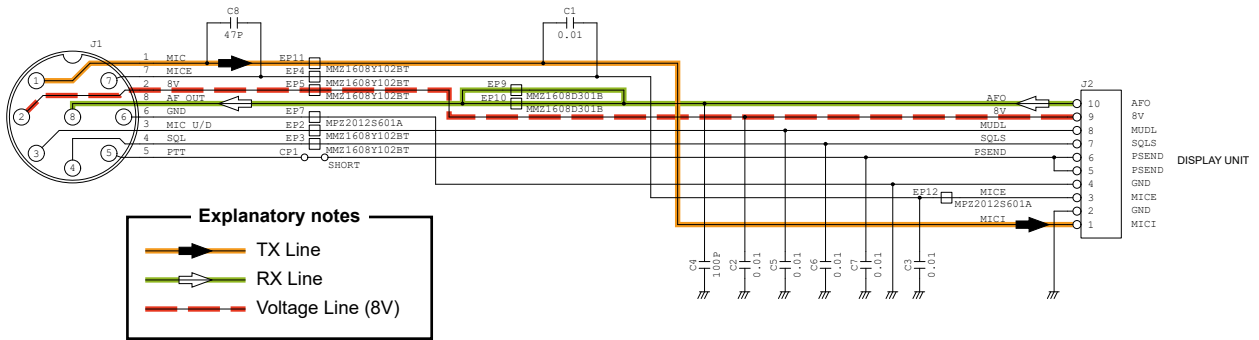 C8
47P
C1
0.01
J1
1 MIC EP11
MMZ1608Y102BT
7 MICE EP4
MMZ1608Y102BT
2 8V EP5
MMZ1608Y102BT
8 AF OUT
EP9
MMZ1608D301B
EP10
MMZ1608D301B
6 GND EP7
MPZ2012S601A
3 MIC U/D EP2
MMZ1608Y102BT
4 SQL EP3
MMZ1608Y102BT
5 PTT CP1
SHORT
1
7
2
8
6
3
5
4
J2
AFO 10 AFO
8V 9 8V
MUDL 8 MUDL
SQLS 7 SQLS
PSEND 6 PSEND
5 PSEND
4 GND
EP12 MICE 3 MICE
MPZ2012S601A
2 GND
MICI 1 MICI
DISPLAY UNIT
C4 100P
C2 0.01
C5 0.01
C6 0.01
C7 0.01
C3 0.01
Explanatory notes
TX Line
RX Line
Voltage Line (8V)